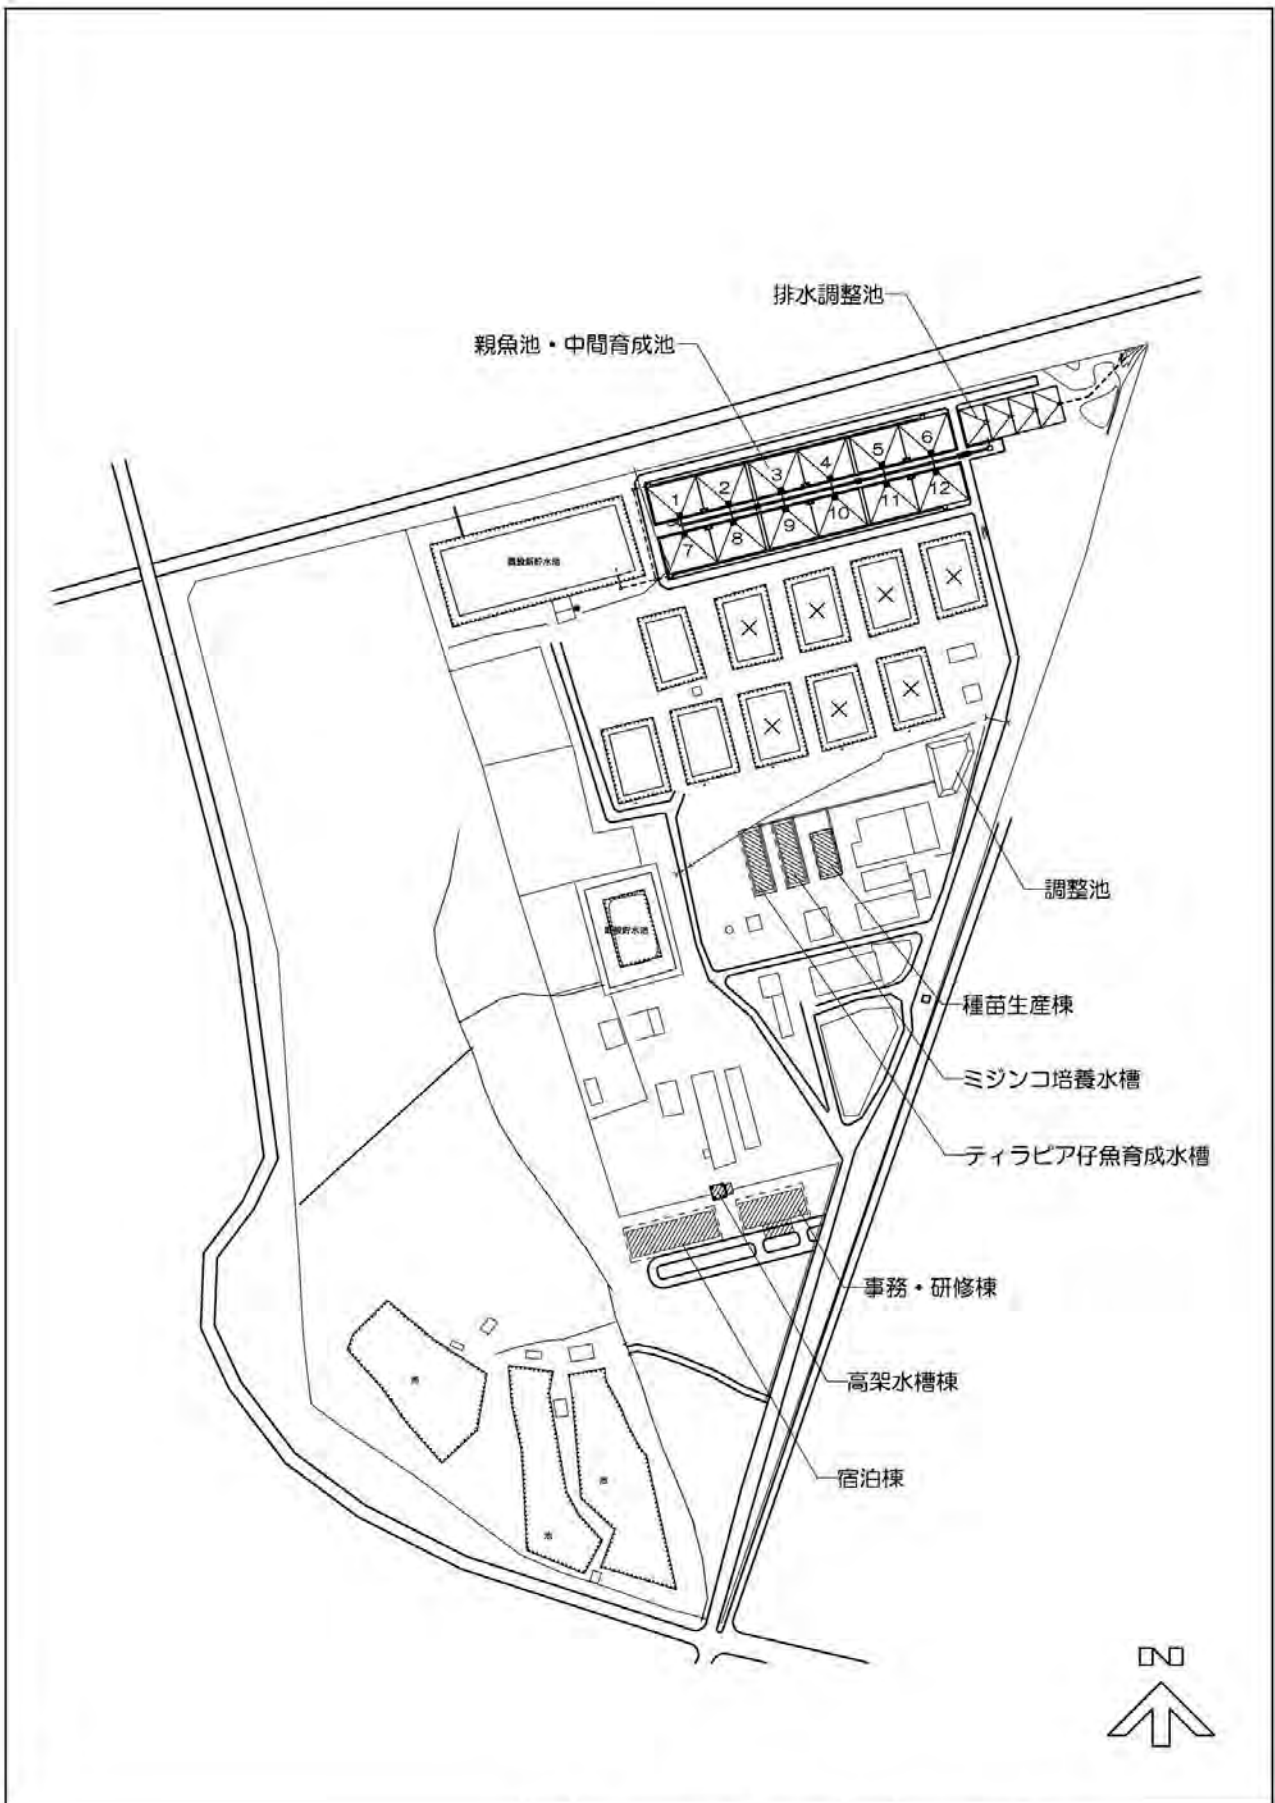 排水調整池
親魚池・中間育成池
1
2
3
4
5
6
7
8
9
10
11
12
調整池
種苗生産棟
ミジンコ培養水槽
ティラピア仔魚育成水槽
事務・研修棟
高架水槽棟
宿泊棟
池
N